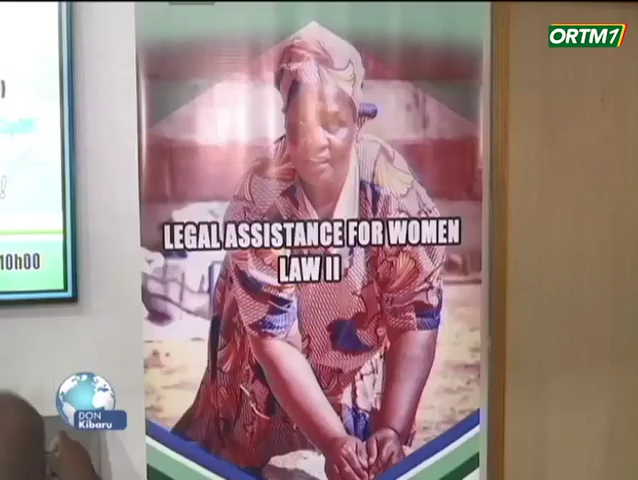 ORTM1
)
!
10h00
LEGAL ASSISTANCE FOR WOMEN
LAW II
DON
Kibaru